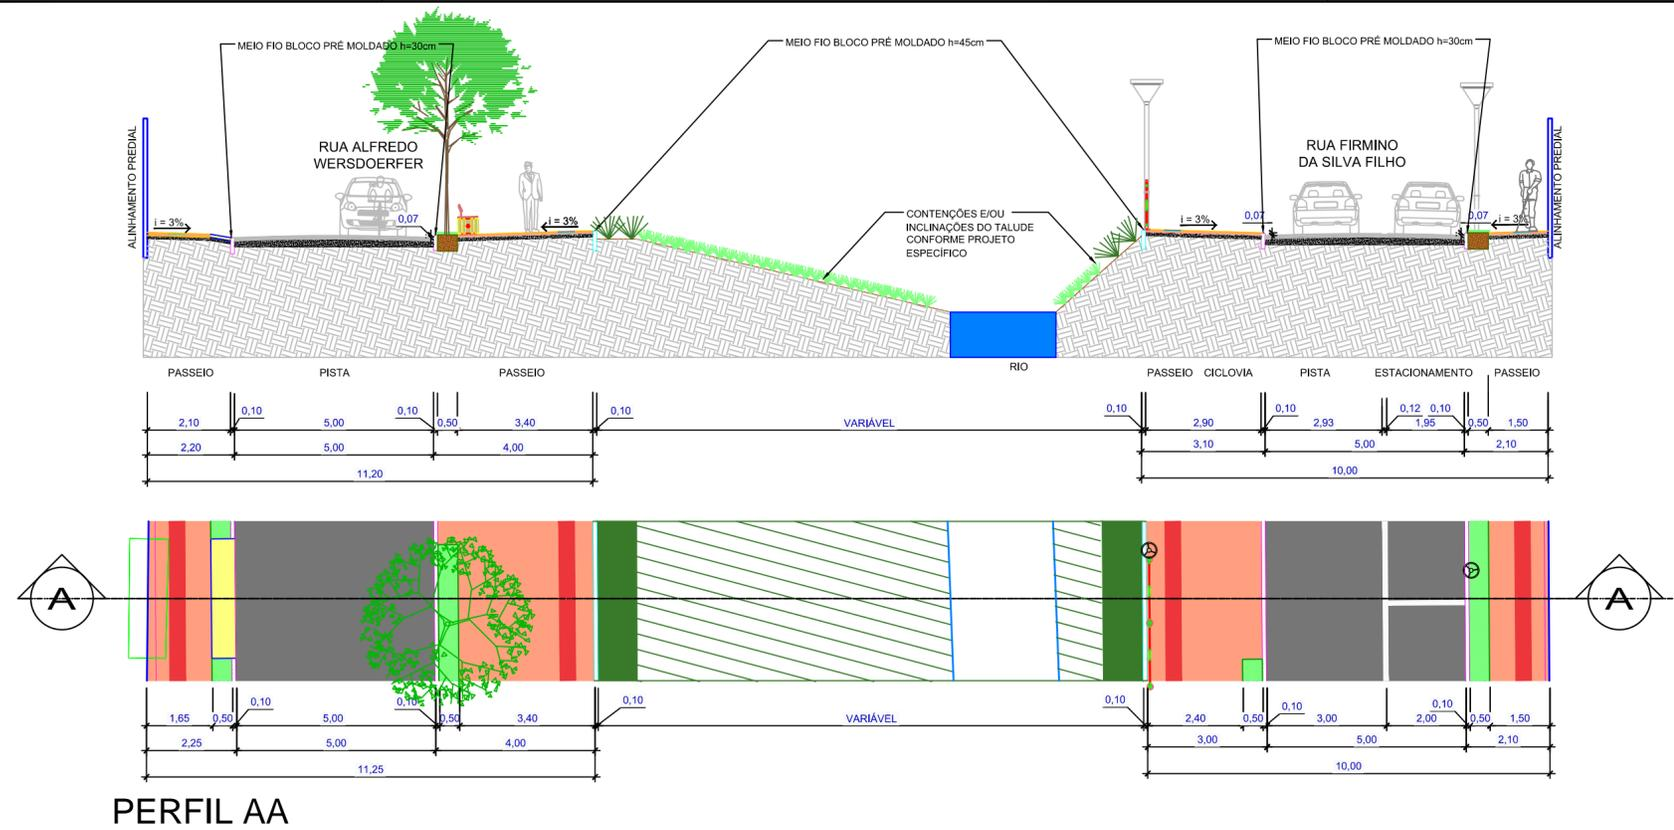 MEIO FIO BLOCO PRÉ MOLDADO h=30cm
MEIO FIO BLOCO PRÉ MOLDADO h=45cm
MEIO FIO BLOCO PRÉ MOLDADO h=30cm
ALINHAMENTO PREDIAL
RUA ALFREDO
WERSDOERFER
RUA FIRMINO
DA SILVA FILHO
ALINHAMENTO PREDIAL
i = 3%
0,07
i = 3%
CONTENÇÕES E/OU
INCLINAÇÕES DO TALUDE
CONFORME PROJETO
ESPECÍFICO
i = 3%
0,07
0,07
i = 3%
RIO
PASSEIO PISTA PASSEIO PASSEIO CICLOVIA PISTA ESTACIONAMENTO PASSEIO
0,10 0,10 0,10 0,10 0,10 0,12 0,10
2,10 5,00 0,50 3,40 VARIÁVEL 2,90 2,93 1,95 0,50 1,50
2,20 5,00 4,00 3,10 5,00 2,10
11,20 10,00
A A
0,10 0,10 0,10 0,10 0,10 0,10
1,65 0,50 5,00 0,50 3,40 VARIÁVEL 2,40 0,50 3,00 2,00 0,50 1,50
2,25 5,00 4,00 3,00 5,00 2,10
11,25 10,00
PERFIL AA